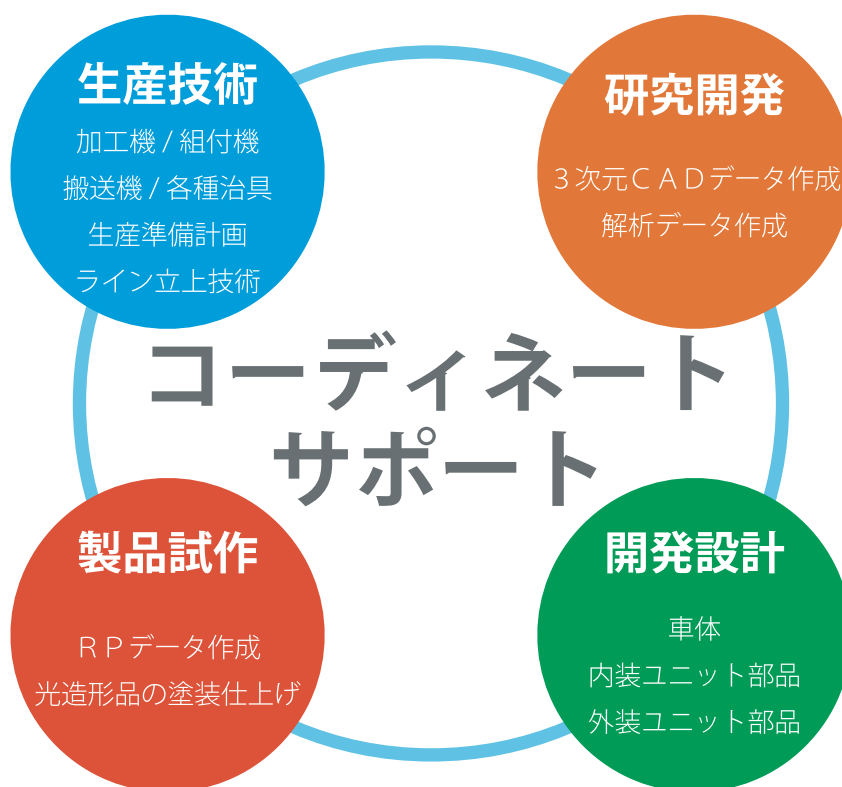 生産技術
加工機 / 組付機
搬送機 / 各種治具
生産準備計画
ライン立上技術
研究開発
３次元ＣＡＤデータ作成
解析データ作成
コーディネート
サポート
製品試作
ＲＰデータ作成
光造形品の塗装仕上げ
開発設計
車体
内装ユニット部品
外装ユニット部品